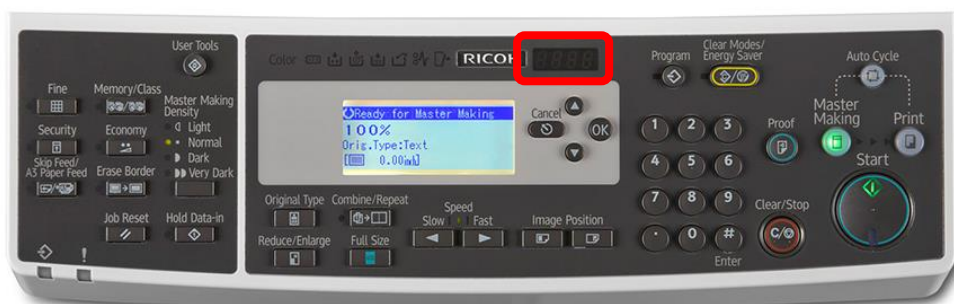 User Tools
Fine
Memory/Class
Master Making
Density
Light
Normal
Dark
Very Dark
Security
Economy
Skip Feed/
A3 Paper Feed
Erase Border
Job Reset
Hold Data-in
Color
RICOH
Ready for Master Making
100%
Orig.Type:Text
Cancel
OK
Original Type
Combine/Repeat
Speed
Slow
Fast
Image Position
Reduce/Enlarge
Full Size
Program
Clear Modes/
Energy Saver
Auto Cycle
Master
Making
Print
Proof
Start
1 2 3
4 5 6
7 8 9
. 0 #
Enter
Clear/Stop
C/